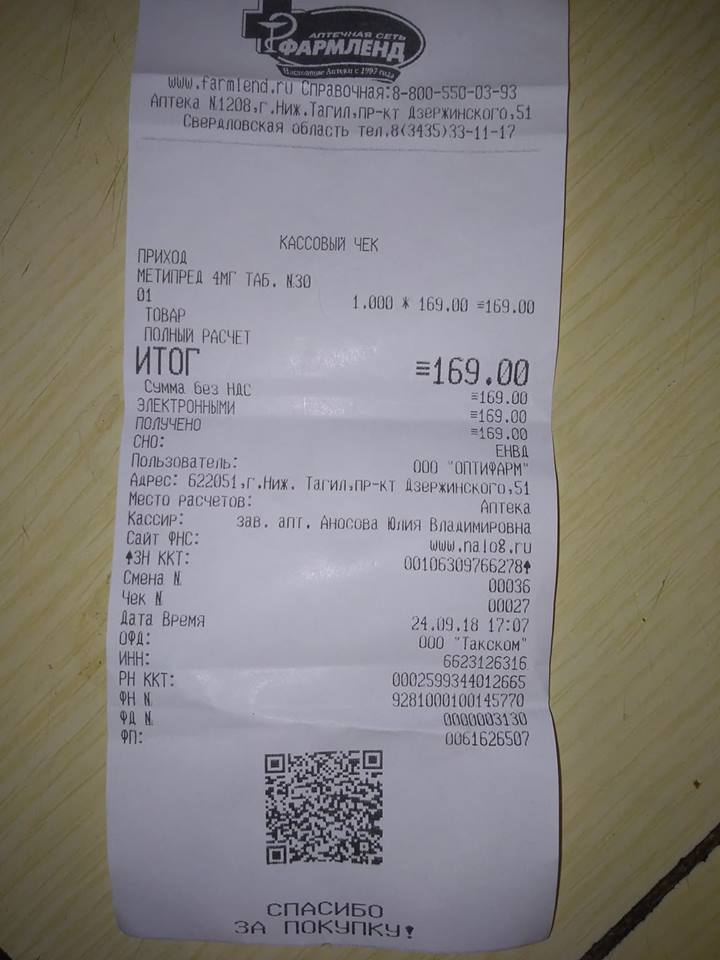 АПТЕЧНАЯ СЕТЬ
ФАРМЛЕНД
Настоящие Аптеки с 1997 года
www.farmlend.ru Справочная:8-800-550-03-93
Аптека N1208,г.Ниж.Тагил,пр-кт Дзержинского,51
Свердловская область тел.8(3435)33-11-17
КАССОВЫЙ ЧЕК
ПРИХОД
МЕТИПРЕД 4МГ ТАБ. N30
01 1.000 * 169.00 =169.00
ТОВАР
ПОЛНЫЙ РАСЧЕТ
ИТОГ =169.00
Сумма без НДС =169.00
ЭЛЕКТРОННЫМИ =169.00
ПОЛУЧЕНО =169.00
СНО: ЕНВД
Пользователь: ООО "ОПТИФАРМ"
Адрес: 622051,г.Ниж. Тагил,пр-кт Дзержинского,51
Место расчетов: Аптека
Кассир: зав. апт. Аносова Юлия Владимировна
Сайт ФНС: www.nalog.ru
↑ЗН ККТ: 00106309766278↑
Смена N 00036
Чек N 00027
Дата Время 24.09.18 17:07
ОФД: ООО "Такском"
ИНН: 6623126316
РН ККТ: 0002599344012665
ФН N 9281000100145770
ФД N 0000003130
ФП: 0061626507
СПАСИБО
ЗА ПОКУПКУ!